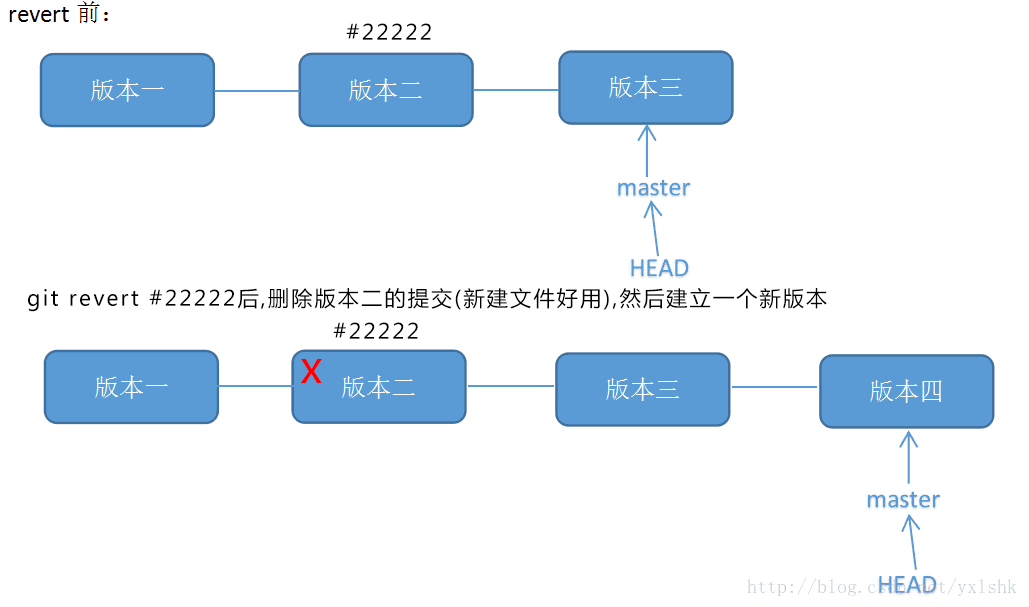 revert 前：
#22222
版本一 版本二 版本三
master
HEAD
git revert #22222后,删除版本二的提交(新建文件好用),然后建立一个新版本
#22222
X
版本一 版本二 版本三 版本四
master
HEAD
http://blog.csdn.net/yxlshk